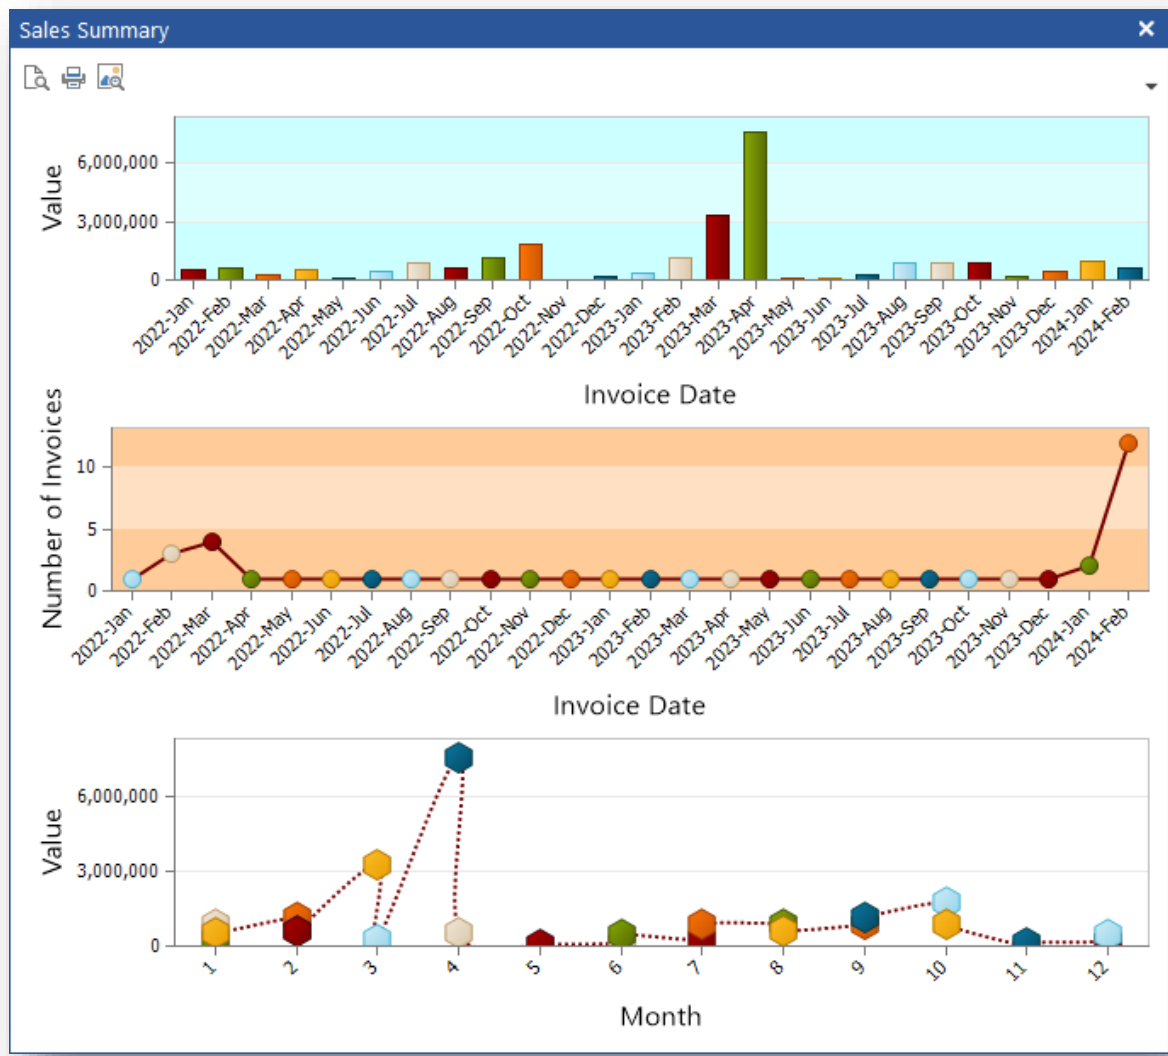 Sales Summary
Value
6,000,000
3,000,000
0
2022-Jan
2022-Feb
2022-Mar
2022-Apr
2022-May
2022-Jun
2022-Jul
2022-Aug
2022-Sep
2022-Oct
2022-Nov
2022-Dec
2023-Jan
2023-Feb
2023-Mar
2023-Apr
2023-May
2023-Jun
2023-Jul
2023-Aug
2023-Sep
2023-Oct
2023-Nov
2023-Dec
2024-Jan
2024-Feb
Invoice Date
Number of Invoices
10
5
0
2022-Jan
2022-Feb
2022-Mar
2022-Apr
2022-May
2022-Jun
2022-Jul
2022-Aug
2022-Sep
2022-Oct
2022-Nov
2022-Dec
2023-Jan
2023-Feb
2023-Mar
2023-Apr
2023-May
2023-Jun
2023-Jul
2023-Aug
2023-Sep
2023-Oct
2023-Nov
2023-Dec
2024-Jan
2024-Feb
Invoice Date
Value
6,000,000
3,000,000
0
1
2
3
4
5
6
7
8
9
10
11
12
Month